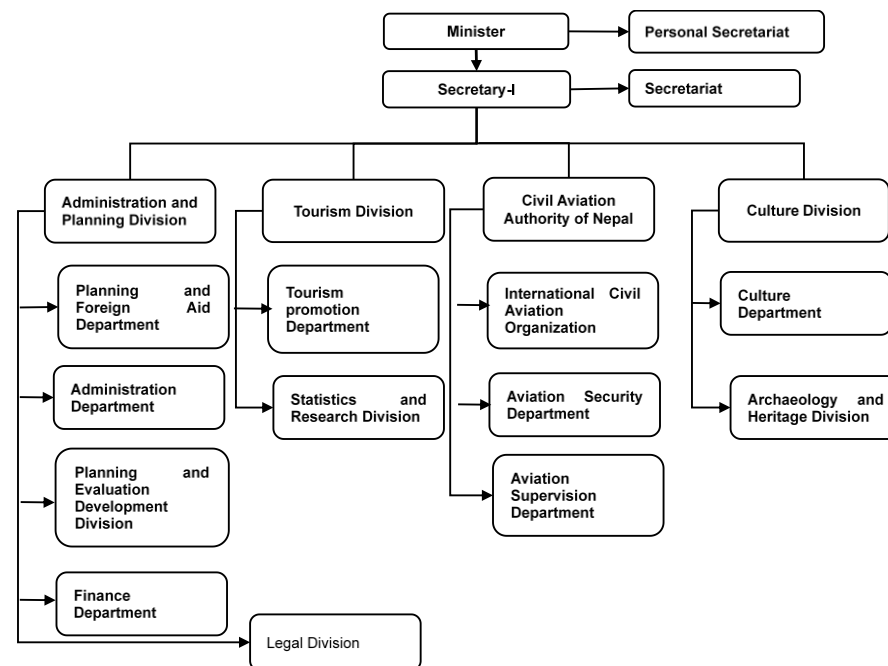 Minister
Personal Secretariat
Secretary-I
Secretariat
Administration and
Planning Division
Tourism Division
Civil Aviation
Authority of Nepal
Culture Division
Planning and
Foreign Aid
Department
Tourism
promotion
Department
International Civil
Aviation
Organization
Culture
Department
Administration
Department
Statistics and
Research Division
Aviation Security
Department
Archaeology and
Heritage Division
Planning and
Evaluation
Development
Division
Aviation
Supervision
Department
Finance
Department
Legal Division